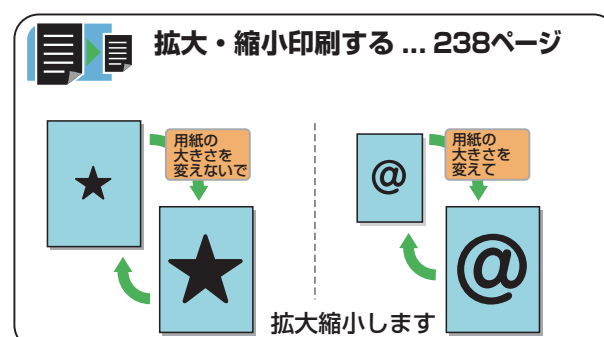 拡大・縮小印刷する ... 238ページ
用紙の
大きさを
変えないで
用紙の
大きさを
変えて
@
@
拡大縮小します